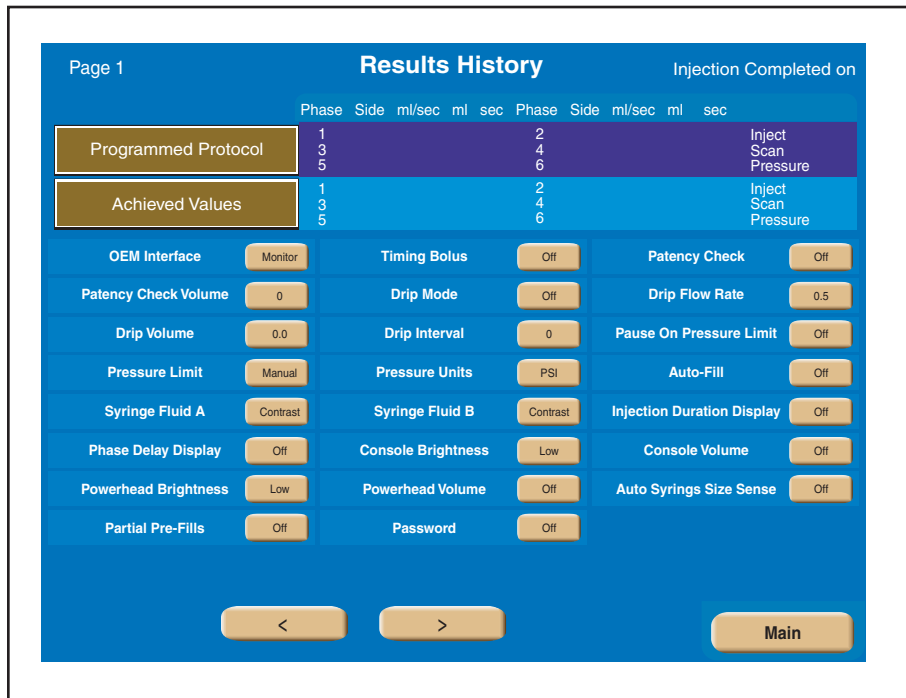 Page 1
Results History
Injection Completed on
Phase Side ml/sec ml sec Phase Side ml/sec ml sec
Programmed Protocol
1 2 Inject
3 4 Scan
5 6 Pressure
Achieved Values
1 2 Inject
3 4 Scan
5 6 Pressure
OEM Interface Monitor Timing Bolus Off Patency Check Off
Patency Check Volume 0 Drip Mode Off Drip Flow Rate 0.5
Drip Volume 0.0 Drip Interval 0 Pause On Pressure Limit Off
Pressure Limit Manual Pressure Units PSI Auto-Fill Off
Syringe Fluid A Contrast Syringe Fluid B Contrast Injection Duration Display Off
Phase Delay Display Off Console Brightness Low Console Volume Off
Powerhead Brightness Low Powerhead Volume Off Auto Syrings Size Sense Off
Partial Pre-Fills Off Password Off
< >
Main